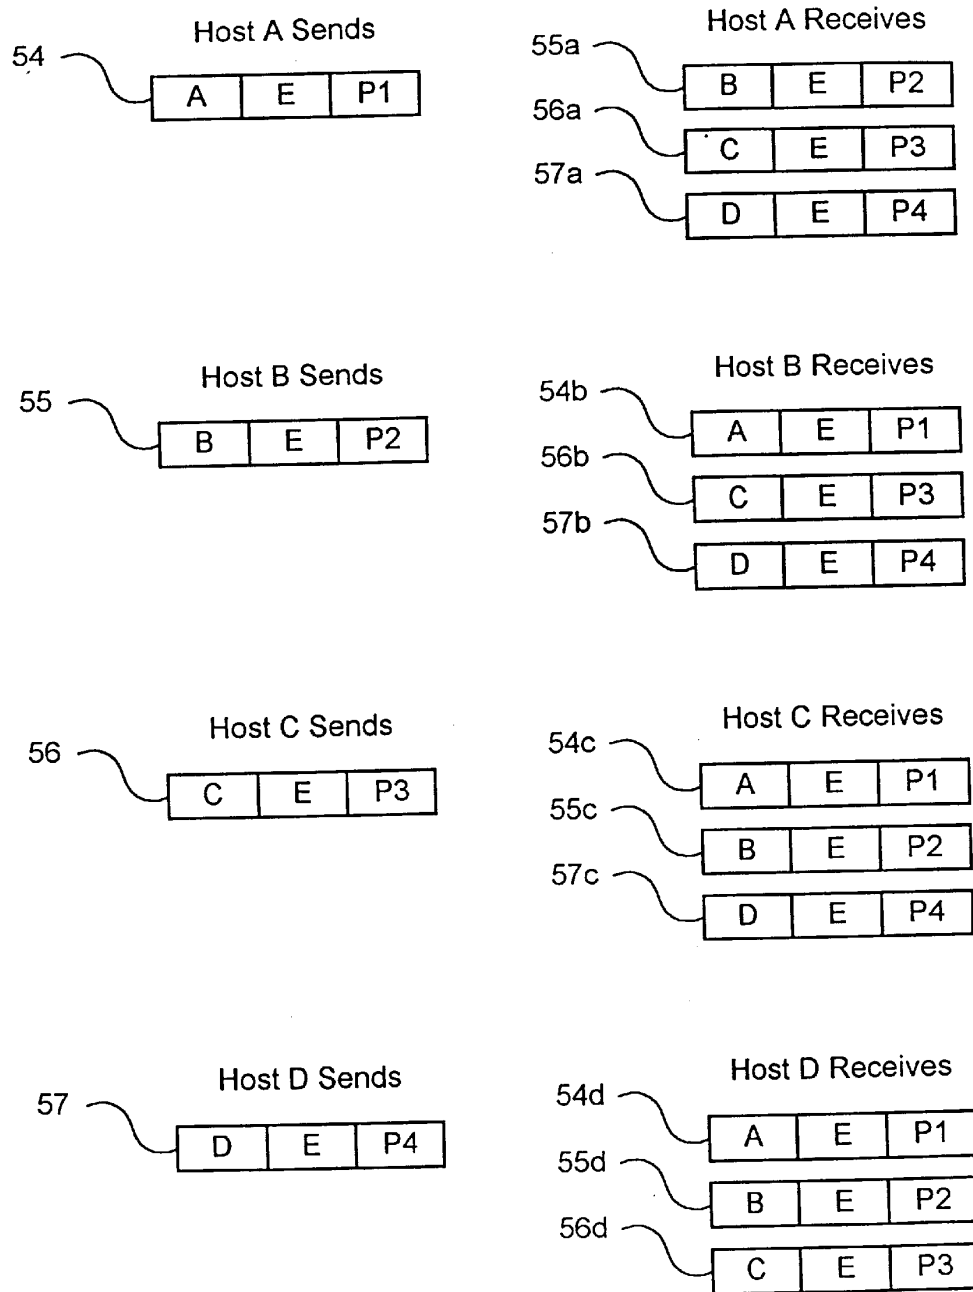 Host A Sends
54
A E P1
Host A Receives
55a
B E P2
56a
C E P3
57a
D E P4
Host B Sends
55
B E P2
Host B Receives
54b
A E P1
56b
C E P3
57b
D E P4
Host C Sends
56
C E P3
Host C Receives
54c
A E P1
55c
B E P2
57c
D E P4
Host D Sends
57
D E P4
Host D Receives
54d
A E P1
55d
B E P2
56d
C E P3